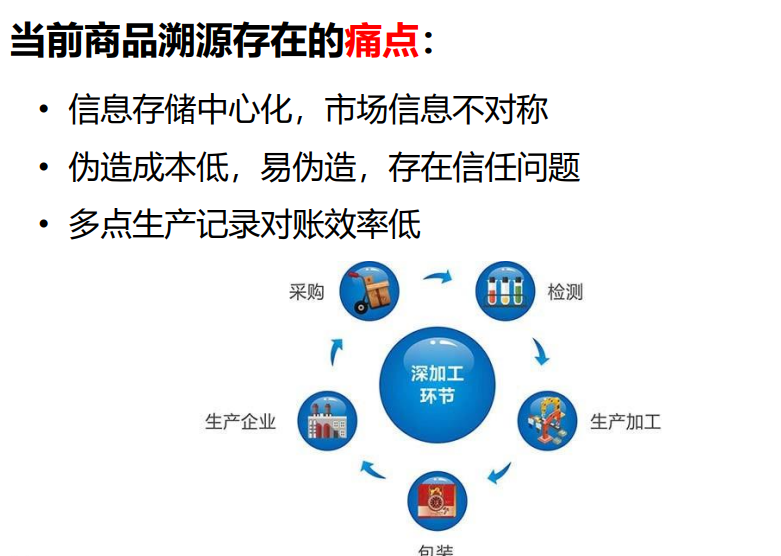 当前商品溯源存在的痛点：
• 信息存储中心化，市场信息不对称
• 伪造成本低，易伪造，存在信任问题
• 多点生产记录对账效率低
采购
检测
深加工
环节
生产企业
生产加工
包装